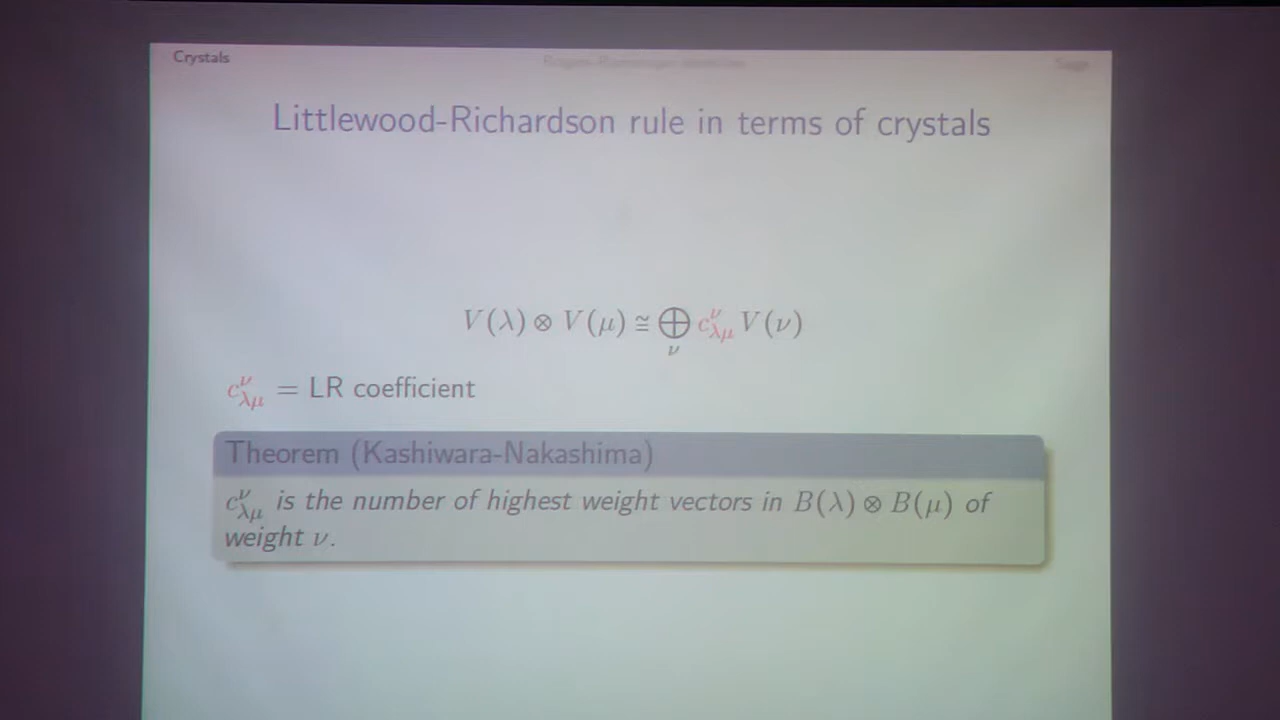 Crystals
Littlewood-Richardson rule in terms of crystals
V(λ) ⊗ V(μ) ≅ ⊕_ν c^ν_{λμ} V(ν)
c^ν_{λμ} = LR coefficient
Theorem (Kashiwara-Nakashima)
c^ν_{λμ} is the number of highest weight vectors in B(λ) ⊗ B(μ) of
weight ν.